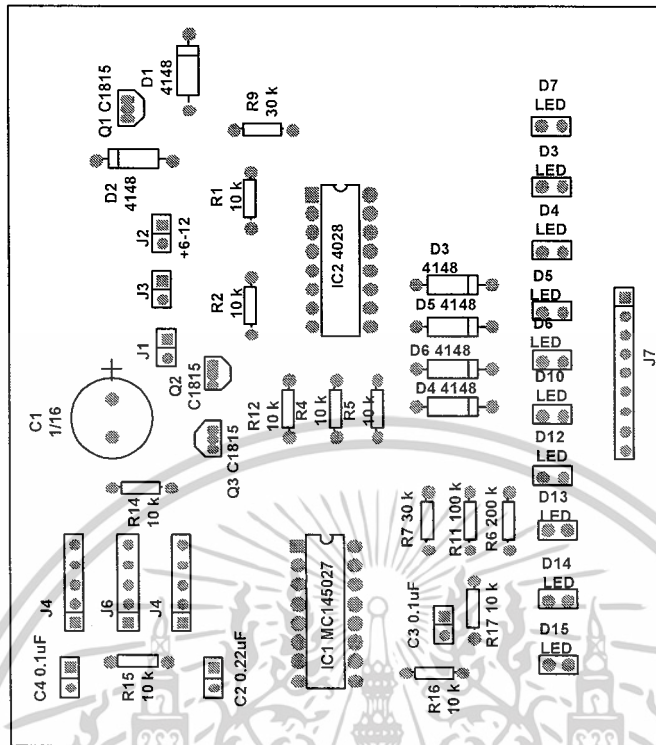 Q1 C1815
D1
4148
R9
30 k
D2
4148
J2
+6-12
R1
10 k
IC2 4028
D7
LED
D3
LED
D4
LED
J3
R2
10 k
D3
4148
D5 4148
D5
LED
D6
LED
J1
Q2
C1815
D6 4148
D4 4148
D10
LED
J7
C1
1/16
R12
10 k
R4
10 k
R5
10 k
Q3 C1815
D12
LED
R14
10 k
R7 30 k
R11 100 k
R6 200 k
D13
LED
J4
J6
J4
IC1 MC145027
C3 0.1uF
R17 10 k
D14
LED
C4 0.1uF
R15
10 k
C2 0.22uF
R16
10 k
D15
LED